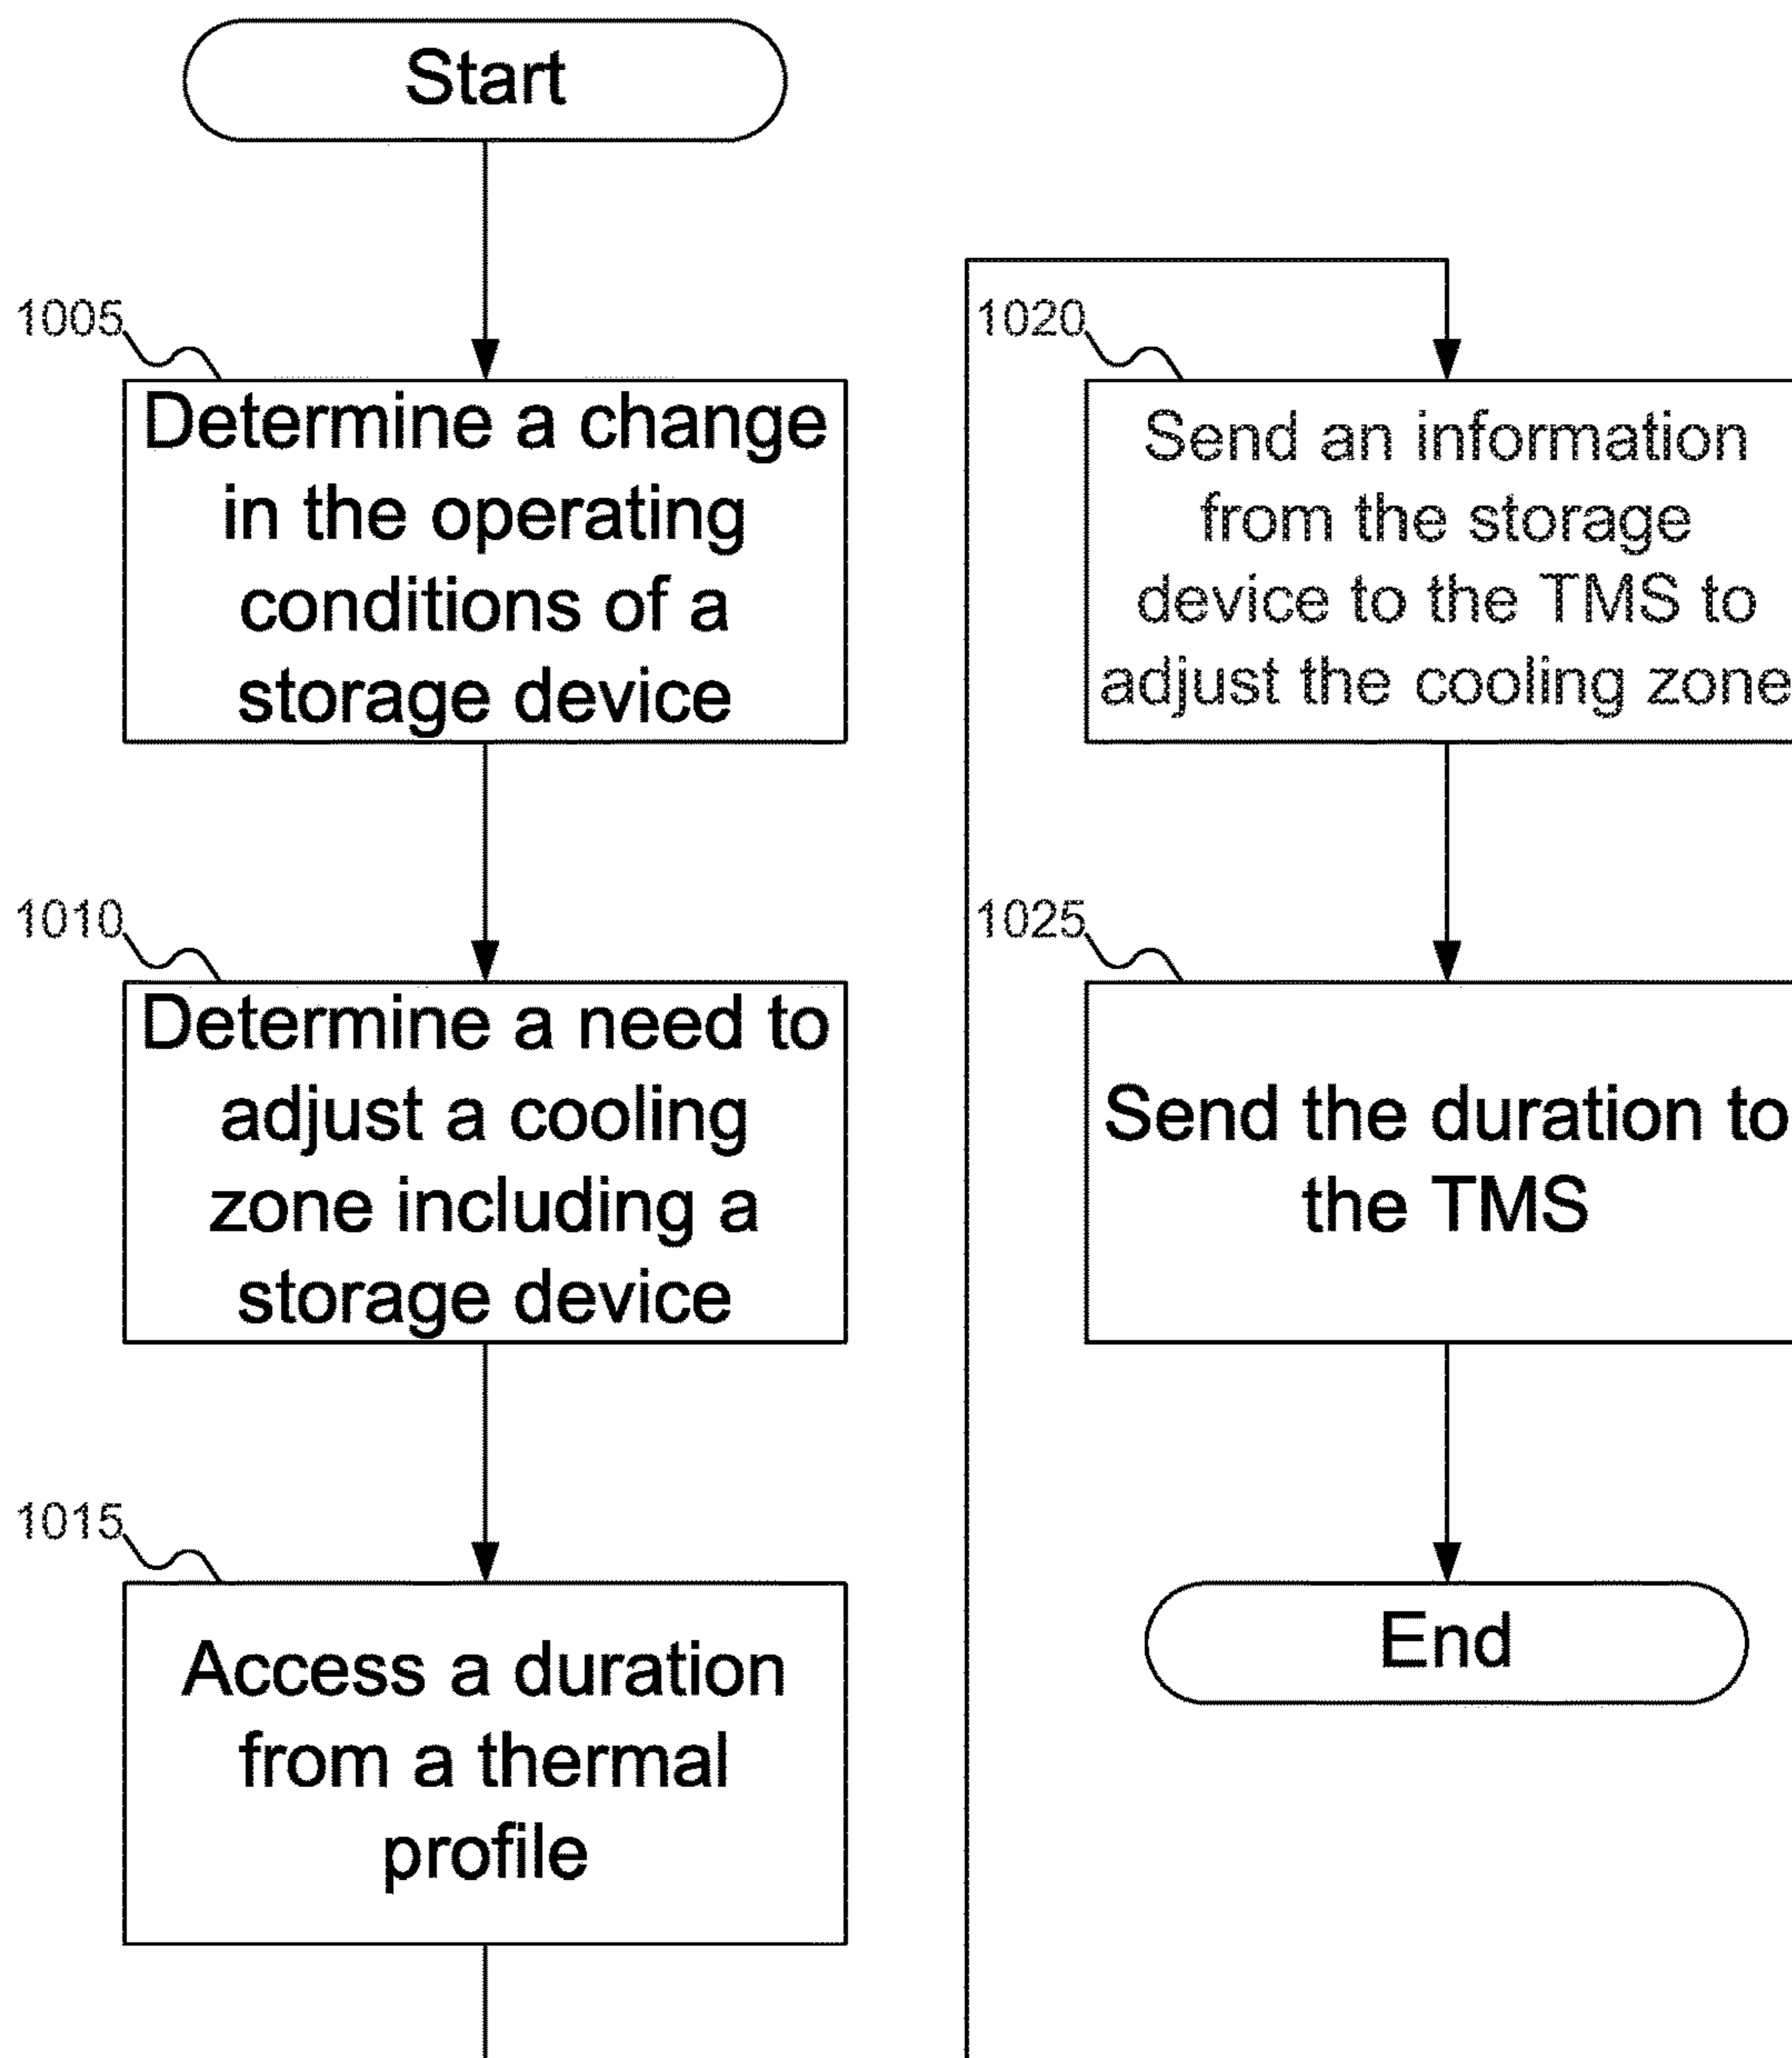 Start
1005
Determine a change
in the operating
conditions of a
storage device
1010
Determine a need to
adjust a cooling
zone including a
storage device
1015
Access a duration
from a thermal
profile
1020
Send an information
from the storage
device to the TMS to
adjust the cooling zone
1025
Send the duration to
the TMS
End